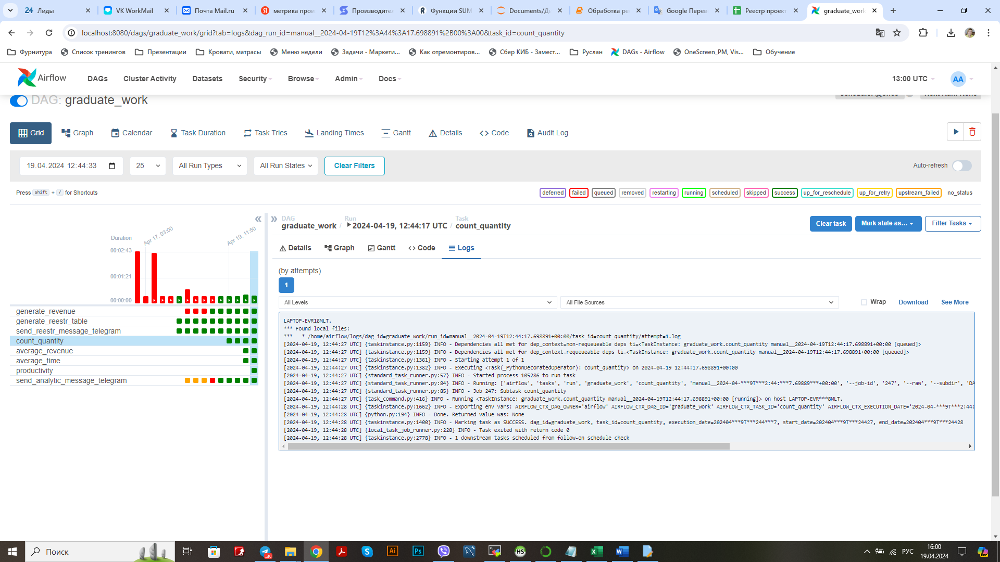 24 Лиды
VK WorkMail
Почта Mail.ru
метрика прои
Производител
Функции SUM
Documents/Ди
Обработка ре
Google Перев
Реестр проект
graduate_work
localhost:8080/dags/graduate_work/grid?tab=logs&dag_run_id=manual__2024-04-19T12%3A44%3A17.698891%2B00%3A00&task_id=count_quantity
Фурнитура
Список тренингов
Презентации
Кровати, матрасы
Меню недели
Задачи - Маркети...
Как отремонтиров...
Сбер КИБ - Замест...
Руслан
DAGs - Airflow
OneScreen_PM, Vis...
Обучение
Airflow
DAGs
Cluster Activity
Datasets
Security
Browse
Admin
Docs
13:00 UTC
AA
DAG: graduate_work
Schedule: @once
Next Run: None
Grid
Graph
Calendar
Task Duration
Task Tries
Landing Times
Gantt
Details
Code
Audit Log
19.04.2024 12:44:33
25
All Run Types
All Run States
Clear Filters
Auto-refresh
Press shift + / for Shortcuts
deferred
failed
queued
removed
restarting
running
scheduled
skipped
success
up_for_reschedule
up_for_retry
upstream_failed
no_status
Duration
Apr 17, 03:00
Apr 19, 11:50
00:02:43
00:01:21
00:00:00
generate_revenue
generate_reestr_table
send_reestr_message_telegram
count_quantity
average_revenue
average_time
productivity
send_analytic_message_telegram
DAG
graduate_work
/
Run
2024-04-19, 12:44:17 UTC
/
Task
count_quantity
Clear task
Mark state as...
Filter Tasks
Details
Graph
Gantt
Code
Logs
(by attempts)
1
All Levels
All File Sources
Wrap
Download
See More
LAPTOP-EVR18MLT.
*** Found local files:
***   * /home/airflow/logs/dag_id=graduate_work/run_id=manual__2024-04-19T12:44:17.698891+00:00/task_id=count_quantity/attempt=1.log
[2024-04-19, 12:44:27 UTC] {taskinstance.py:1159} INFO - Dependencies all met for dep_context=non-requeueable deps ti=<TaskInstance: graduate_work.count_quantity manual__2024-04-19T12:44:17.698891+00:00 [queued]>
[2024-04-19, 12:44:27 UTC] {taskinstance.py:1159} INFO - Dependencies all met for dep_context=requeueable deps ti=<TaskInstance: graduate_work.count_quantity manual__2024-04-19T12:44:17.698891+00:00 [queued]>
[2024-04-19, 12:44:27 UTC] {taskinstance.py:1361} INFO - Starting attempt 1 of 1
[2024-04-19, 12:44:27 UTC] {taskinstance.py:1382} INFO - Executing <Task(_PythonDecoratedOperator): count_quantity> on 2024-04-19 12:44:17.698891+00:00
[2024-04-19, 12:44:27 UTC] {standard_task_runner.py:57} INFO - Started process 105286 to run task
[2024-04-19, 12:44:27 UTC] {standard_task_runner.py:84} INFO - Running: ['airflow', 'tasks', 'run', 'graduate_work', 'count_quantity', 'manual__2024-04-***9T***2:44:***7.69889***+00:00', '--job-id', '247', '--raw', '--subdir', 'DA
[2024-04-19, 12:44:27 UTC] {standard_task_runner.py:85} INFO - Job 247: Subtask count_quantity
[2024-04-19, 12:44:27 UTC] {task_command.py:416} INFO - Running <TaskInstance: graduate_work.count_quantity manual__2024-04-19T12:44:17.698891+00:00 [running]> on host LAPTOP-EVR***8MLT.
[2024-04-19, 12:44:28 UTC] {taskinstance.py:1662} INFO - Exporting env vars: AIRFLOW_CTX_DAG_OWNER='airflow' AIRFLOW_CTX_DAG_ID='graduate_work' AIRFLOW_CTX_TASK_ID='count_quantity' AIRFLOW_CTX_EXECUTION_DATE='2024-04-***9T***2:44:
[2024-04-19, 12:44:28 UTC] {python.py:194} INFO - Done. Returned value was: None
[2024-04-19, 12:44:28 UTC] {taskinstance.py:1400} INFO - Marking task as SUCCESS. dag_id=graduate_work, task_id=count_quantity, execution_date=202404***9T***244***7, start_date=202404***9T***24427, end_date=202404***9T***24428
[2024-04-19, 12:44:28 UTC] {local_task_job_runner.py:228} INFO - Task exited with return code 0
[2024-04-19, 12:44:28 UTC] {taskinstance.py:2778} INFO - 1 downstream tasks scheduled from follow-on schedule check
Поиск
РУС
16:00
19.04.2024